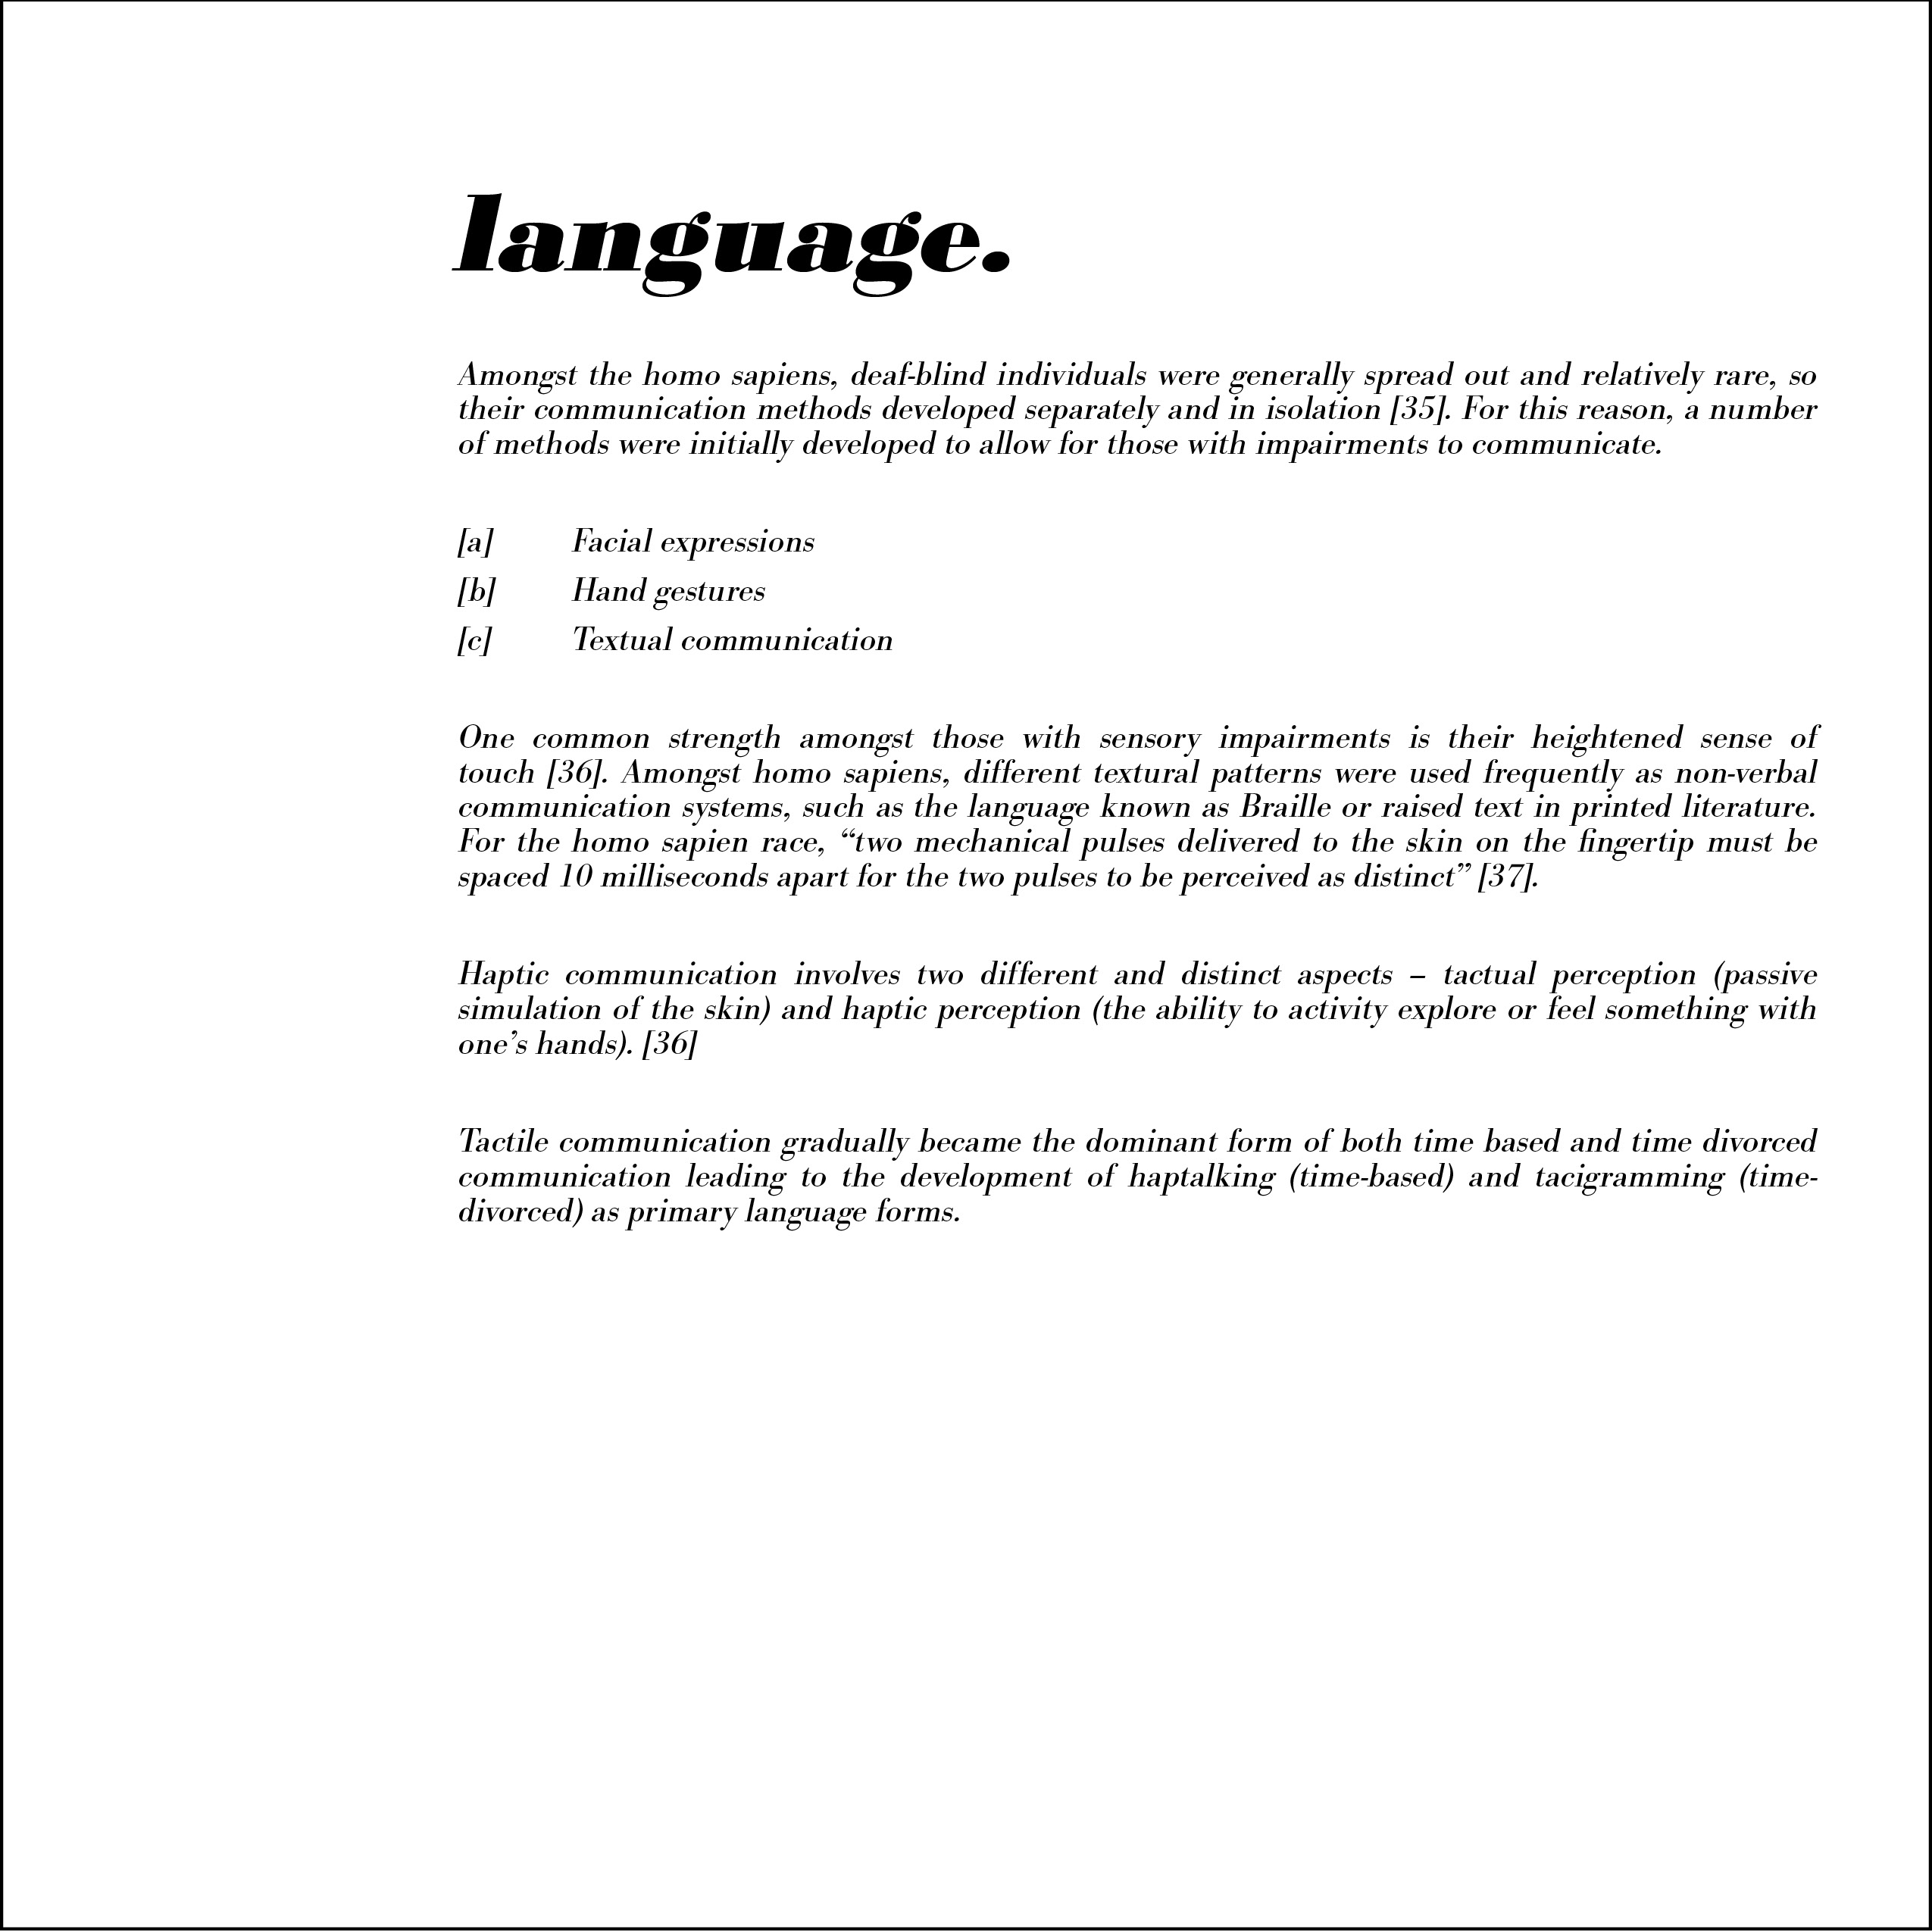 language.
Amongst the homo sapiens, deaf-blind individuals were generally spread out and relatively rare, so
their communication methods developed separately and in isolation [35]. For this reason, a number
of methods were initially developed to allow for those with impairments to communicate.
[a] Facial expressions
[b] Hand gestures
[c] Textual communication
One common strength amongst those with sensory impairments is their heightened sense of
touch [36]. Amongst homo sapiens, different textural patterns were used frequently as non-verbal
communication systems, such as the language known as Braille or raised text in printed literature.
For the homo sapien race, “two mechanical pulses delivered to the skin on the fingertip must be
spaced 10 milliseconds apart for the two pulses to be perceived as distinct” [37].
Haptic communication involves two different and distinct aspects – tactual perception (passive
simulation of the skin) and haptic perception (the ability to activity explore or feel something with
one’s hands). [36]
Tactile communication gradually became the dominant form of both time based and time divorced
communication leading to the development of haptalking (time-based) and tacigramming (time-
divorced) as primary language forms.